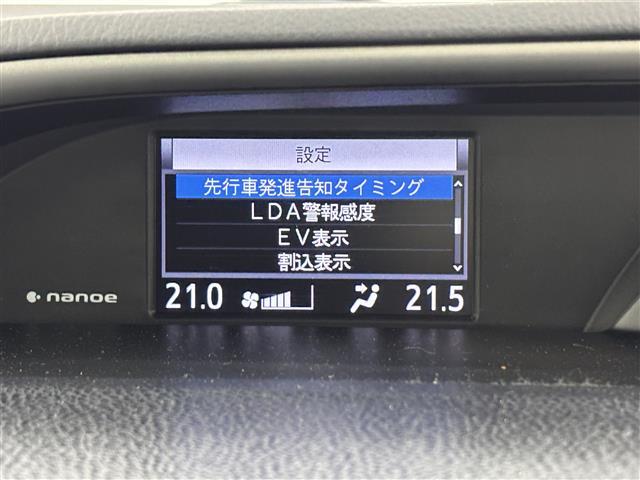 設定
先行車発進告知タイミング
LDA警報感度
EV表示
割込表示
nanoe
21.0
21.5